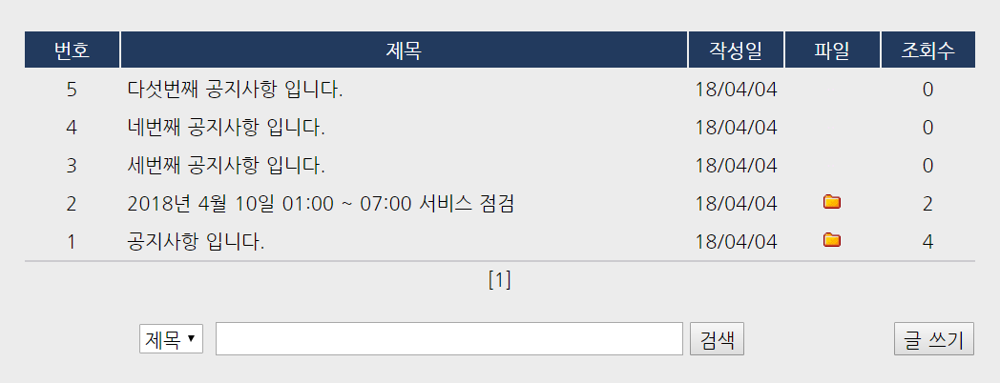 번호 제목 작성일 파일 조회수
5 다섯번째 공지사항 입니다. 18/04/04 0
4 네번째 공지사항 입니다. 18/04/04 0
3 세번째 공지사항 입니다. 18/04/04 0
2 2018년 4월 10일 01:00 ~ 07:00 서비스 점검 18/04/04 2
1 공지사항 입니다. 18/04/04 4
[1]
제목 검색 글 쓰기